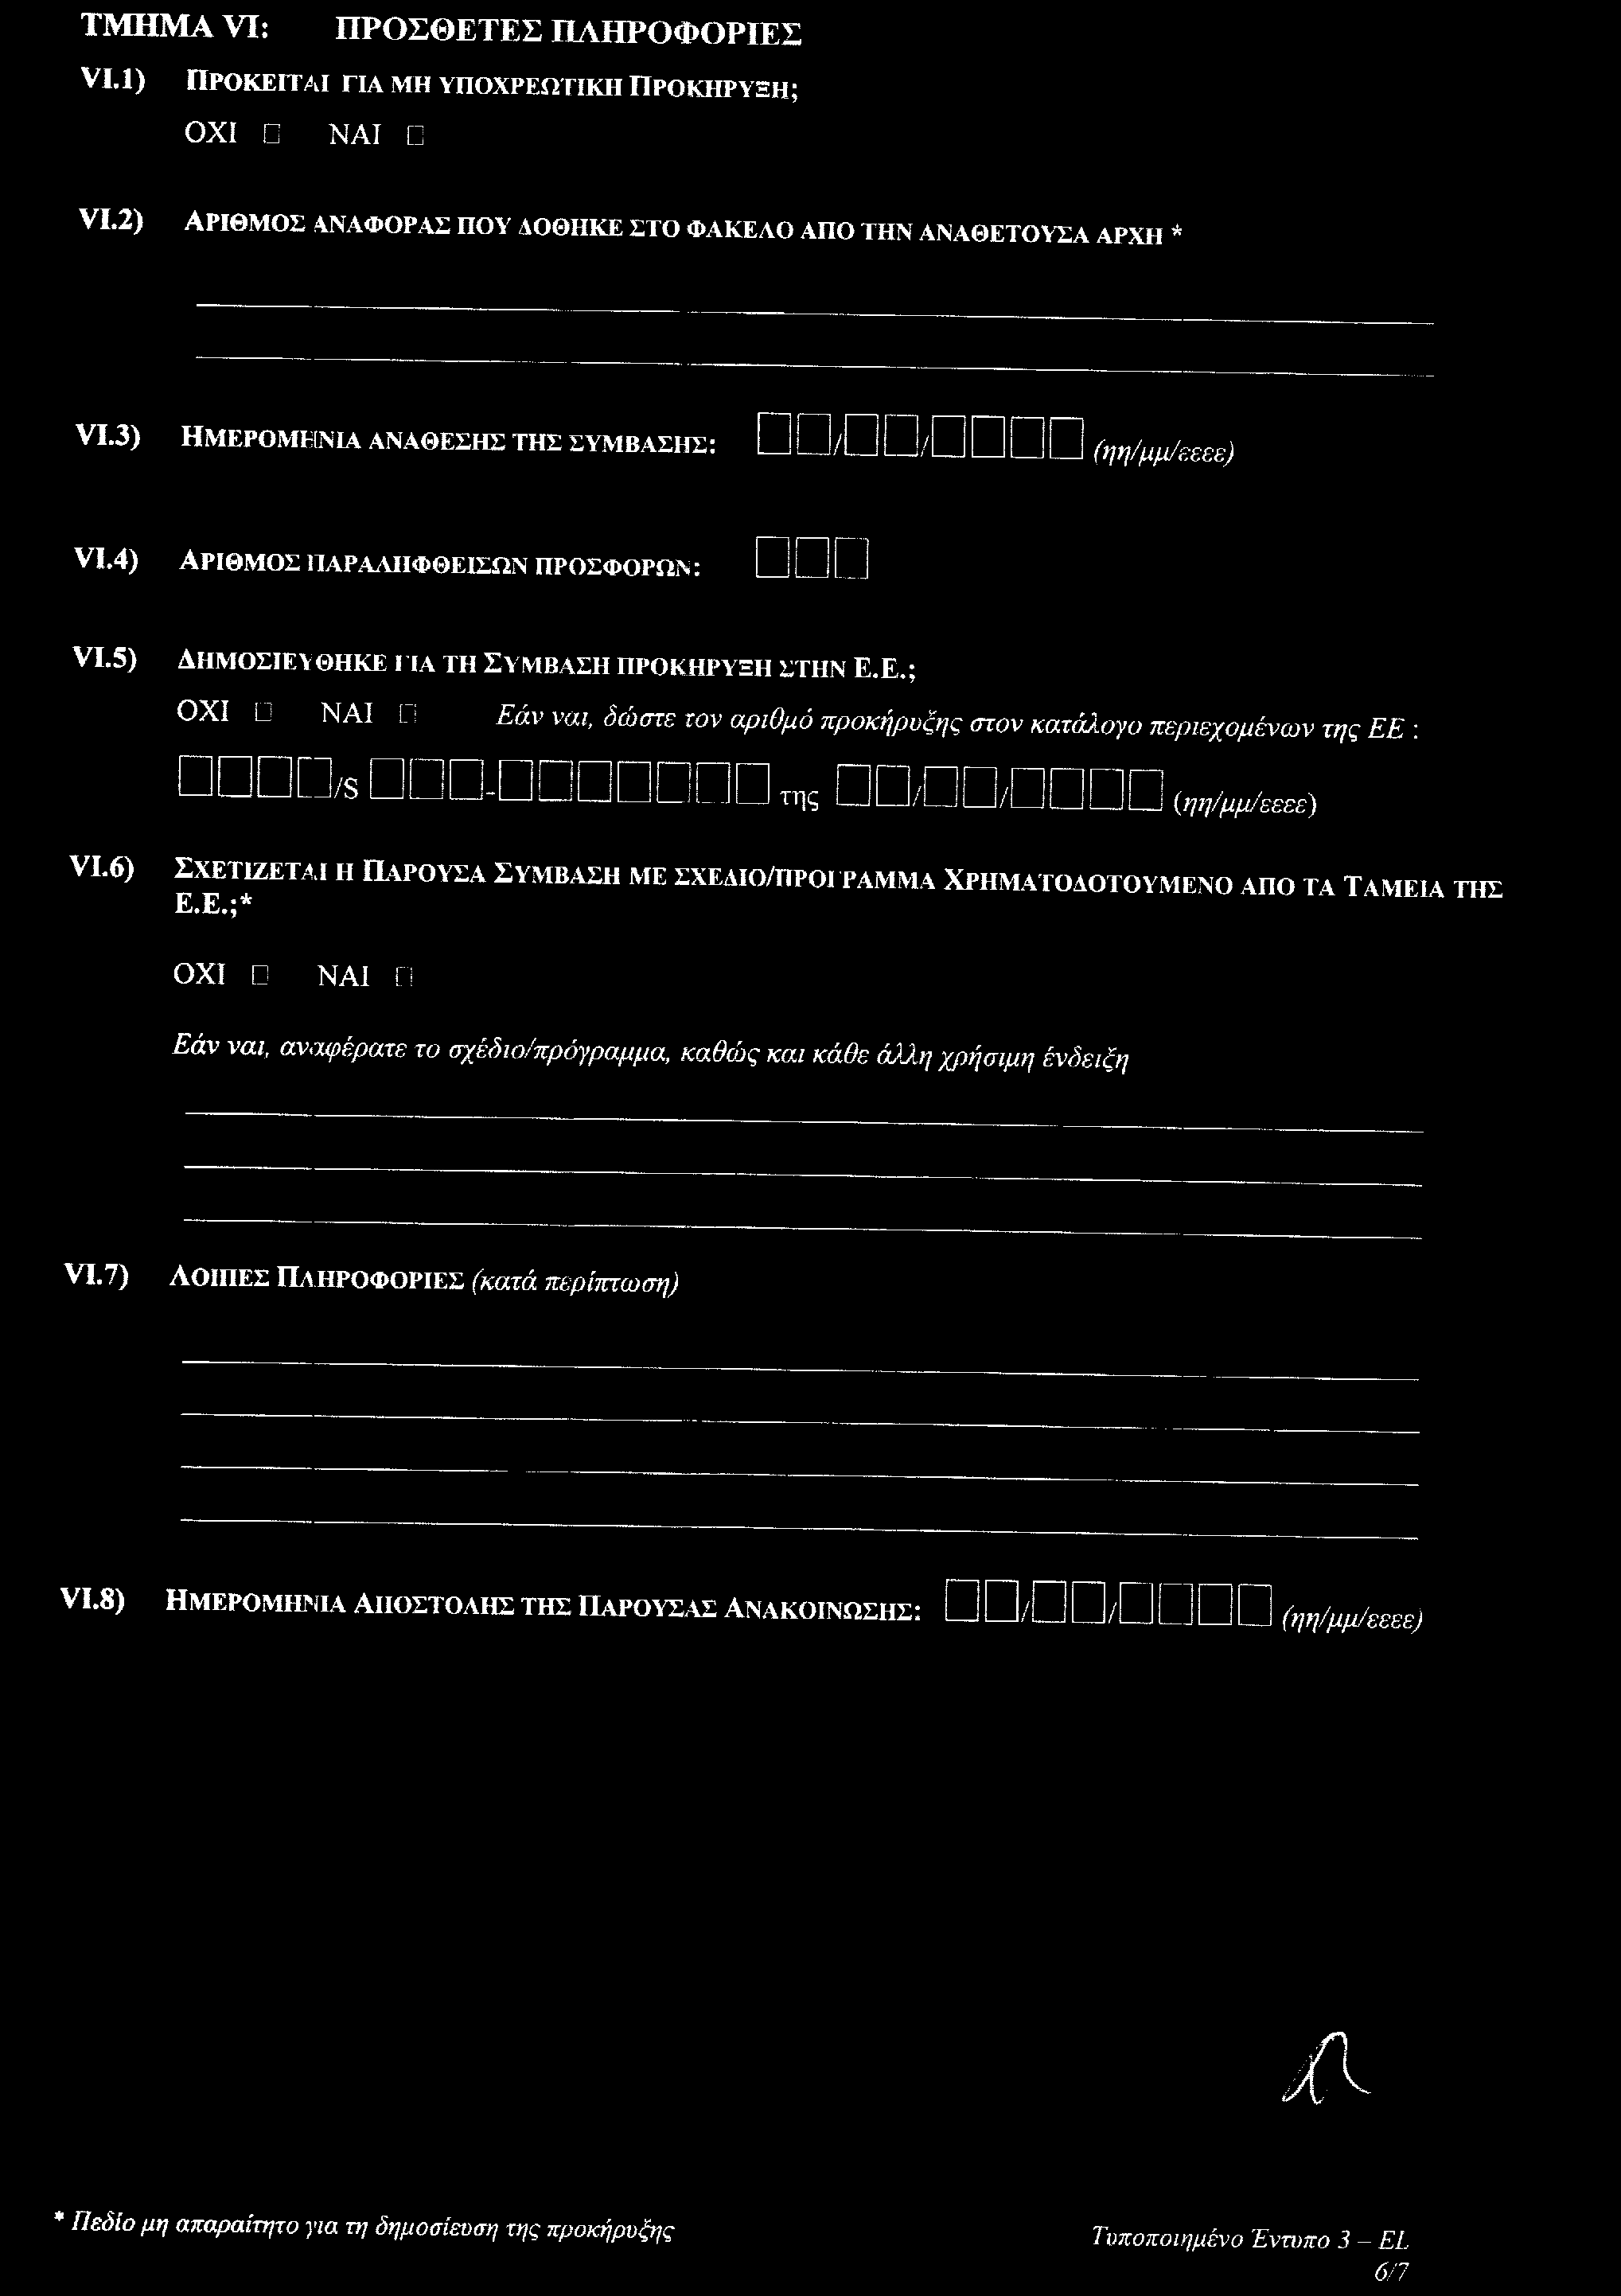 ΤΜΗΜΑ VI: ΠΡΟΣΘΕΤΕΣ ΠΛΗΡΟΦΟΡΙΕΣ
VI.1) ΠΡΟΚΕΙΤΑΙ ΓΙΑ ΜΗ ΥΠΟΧΡΕΩΤΙΚΗ ΠΡΟΚΗΡΥΞΗ;
ΟΧΙ □ ΝΑΙ □
VI.2) ΑΡΙΘΜΟΣ ΑΝΑΦΟΡΑΣ ΠΟΥ ΔΟΘΗΚΕ ΣΤΟ ΦΑΚΕΛΟ ΑΠΟ ΤΗΝ ΑΝΑΘΕΤΟΥΣΑ ΑΡΧΗ *
VI.3) ΗΜΕΡΟΜΗΝΙΑ ΑΝΑΘΕΣΗΣ ΤΗΣ ΣΥΜΒΑΣΗΣ: □□/□□/□□□□ (ηη/μμ/εεεε)
VI.4) ΑΡΙΘΜΟΣ ΠΑΡΑΛΗΦΘΕΙΣΩΝ ΠΡΟΣΦΟΡΩΝ: □□□
VI.5) ΔΗΜΟΣΙΕΥΘΗΚΕ ΓΙΑ ΤΗ ΣΥΜΒΑΣΗ ΠΡΟΚΗΡΥΞΗ ΣΤΗΝ Ε.Ε.;
ΟΧΙ □ ΝΑΙ □ Εάν ναι, δώστε τον αριθμό προκήρυξης στον κατάλογο περιεχομένων της ΕΕ :
□□□□/S □□□-□□□□□□□ της □□/□□/□□□□ (ηη/μμ/εεεε)
VI.6) ΣΧΕΤΙΖΕΤΑΙ Η ΠΑΡΟΥΣΑ ΣΥΜΒΑΣΗ ΜΕ ΣΧΕΔΙΟ/ΠΡΟΓΡΑΜΜΑ ΧΡΗΜΑΤΟΔΟΤΟΥΜΕΝΟ ΑΠΟ ΤΑ ΤΑΜΕΙΑ ΤΗΣ
Ε.Ε.;*
ΟΧΙ □ ΝΑΙ □
Εάν ναι, αναφέρατε το σχέδιο/πρόγραμμα, καθώς και κάθε άλλη χρήσιμη ένδειξη
VI.7) ΛΟΙΠΕΣ ΠΛΗΡΟΦΟΡΙΕΣ (κατά περίπτωση)
VI.8) ΗΜΕΡΟΜΗΝΙΑ ΑΠΟΣΤΟΛΗΣ ΤΗΣ ΠΑΡΟΥΣΑΣ ΑΝΑΚΟΙΝΩΣΗΣ: □□/□□/□□□□ (ηη/μμ/εεεε)
* Πεδίο μη απαραίτητο για τη δημοσίευση της προκήρυξης
Τυποποιημένο Έντυπο 3 – EL
6/7